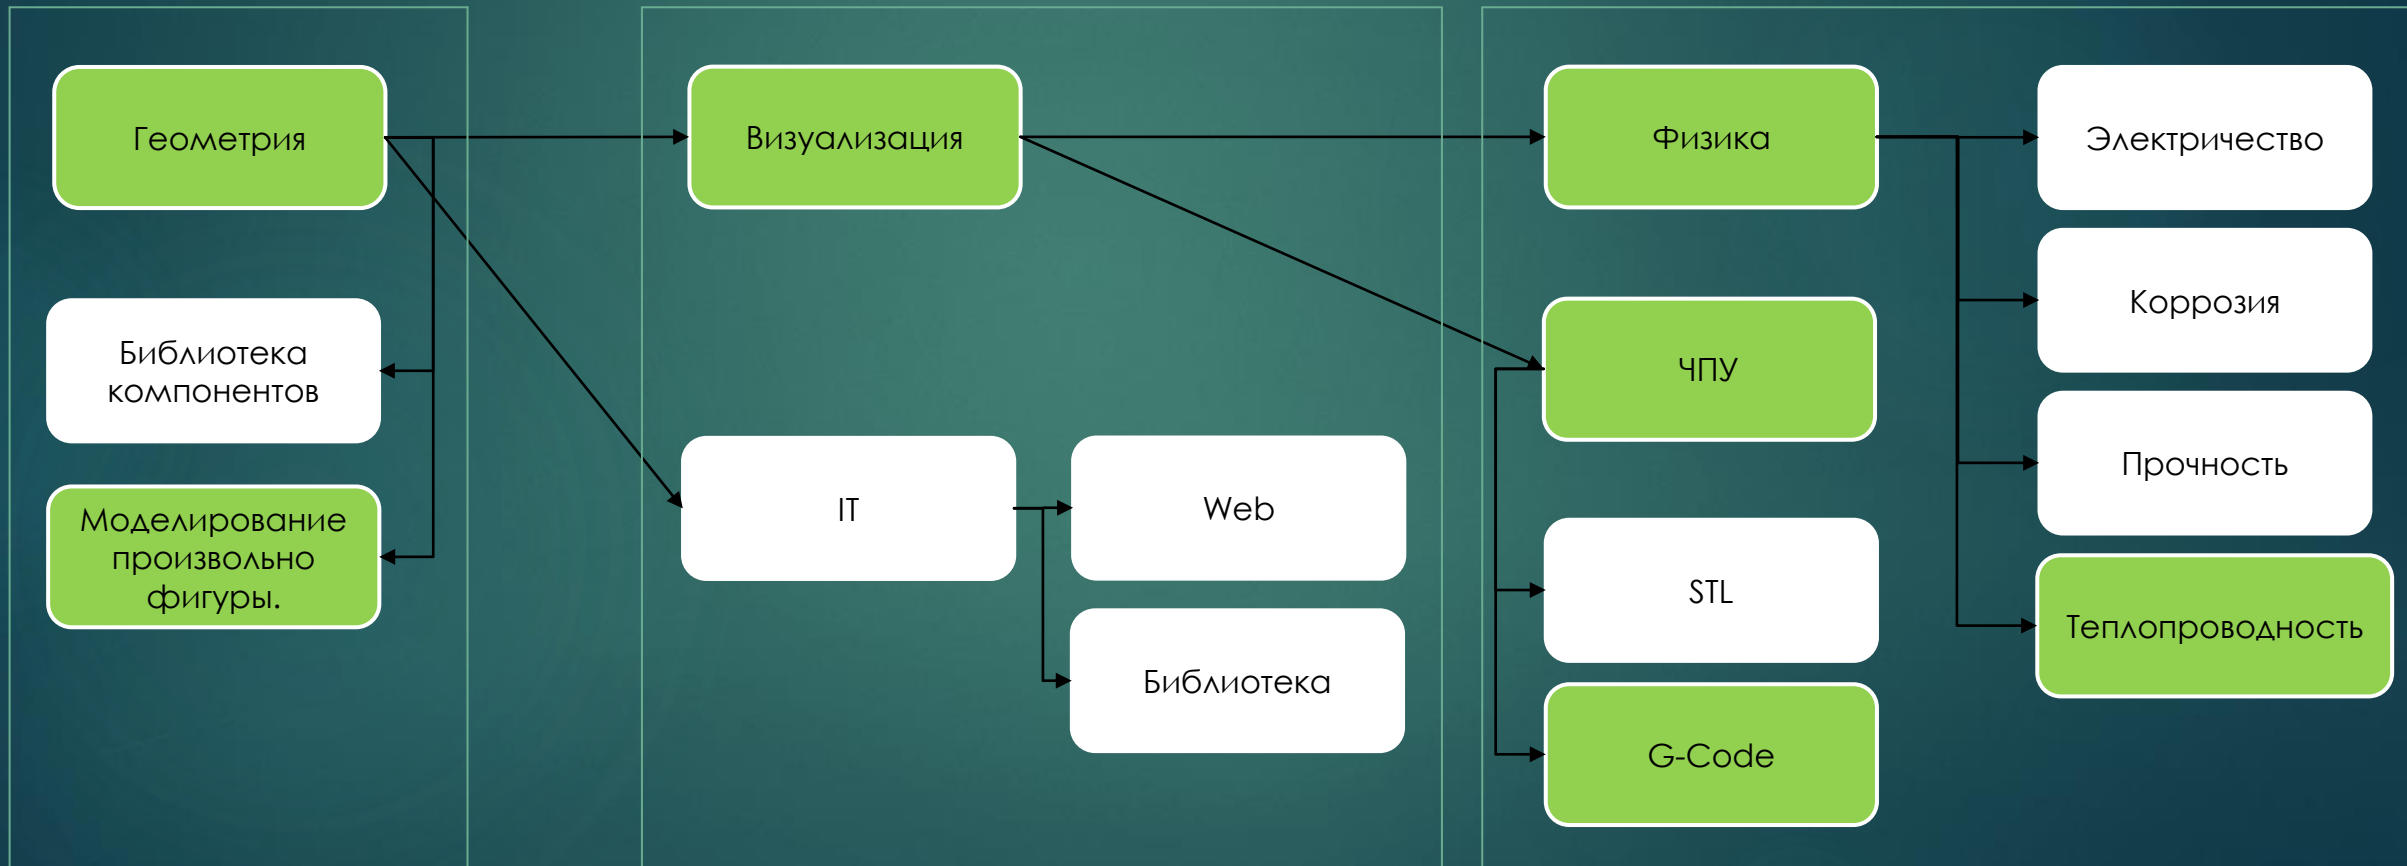 Геометрия
Библиотека
компонентов
Моделирование
произвольно
фигуры.
Визуализация
IT
Web
Библиотека
Физика
ЧПУ
STL
G-Code
Электричество
Коррозия
Прочность
Теплопроводность